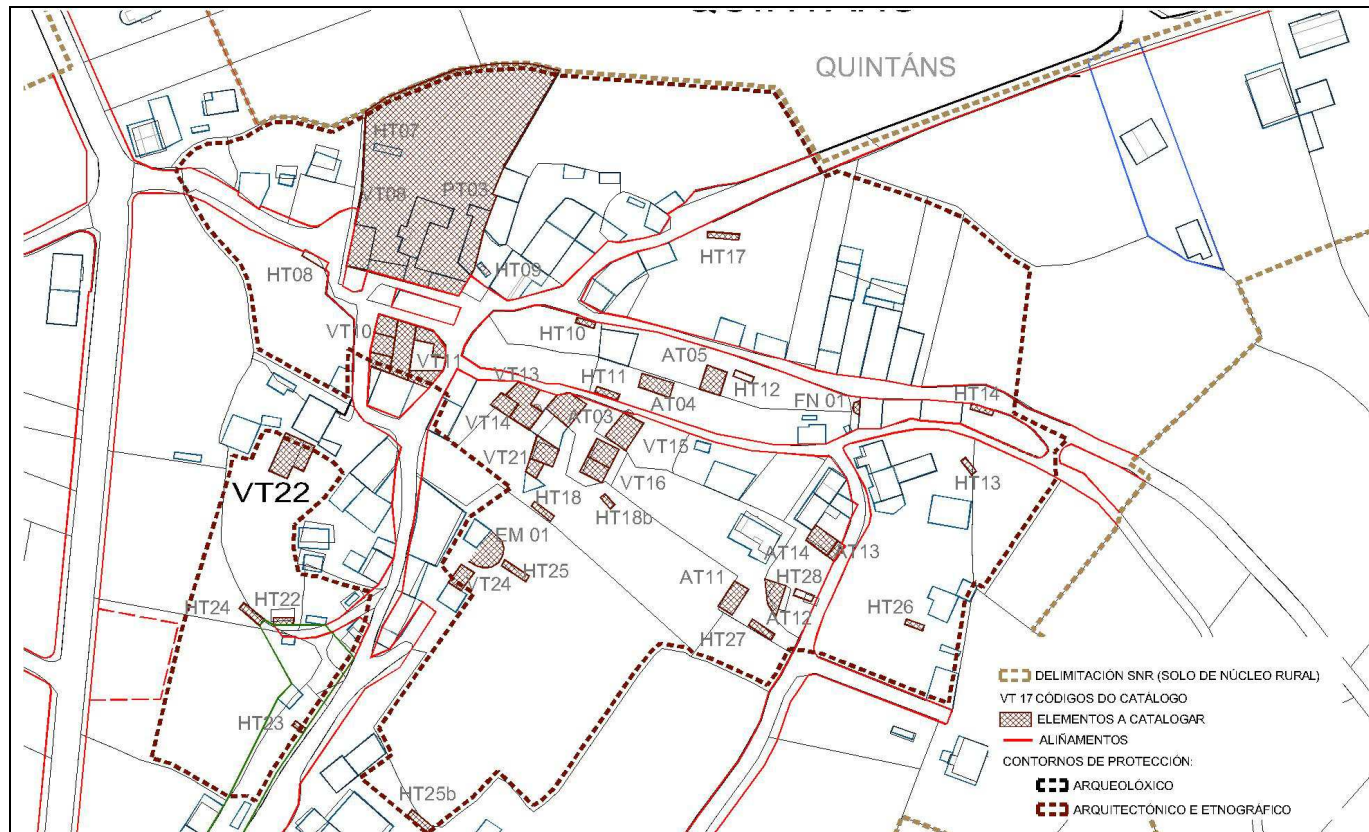 QUINTÁNS
HT07
VT08
PT03
HT08
HT09
HT17
VT10
VT11
HT10
AT05
HT12
VT13
HT11
AT04
FN 01
HT14
VT14
AT03
VT15
VT21
VT16
HT13
VT22
HT18
HT18b
EM 01
HT25
VT24
AT14
AT13
AT11
HT28
AT12
HT24
HT22
HT26
HT27
HT23
HT25b
DELIMITACIÓN SNR (SOLO DE NÚCLEO RURAL)
VT 17 CÓDIGOS DO CATÁLOGO
ELEMENTOS A CATALOGAR
ALIÑAMENTOS
CONTORNOS DE PROTECCIÓN:
ARQUEOLÓXICO
ARQUITECTÓNICO E ETNOGRÁFICO